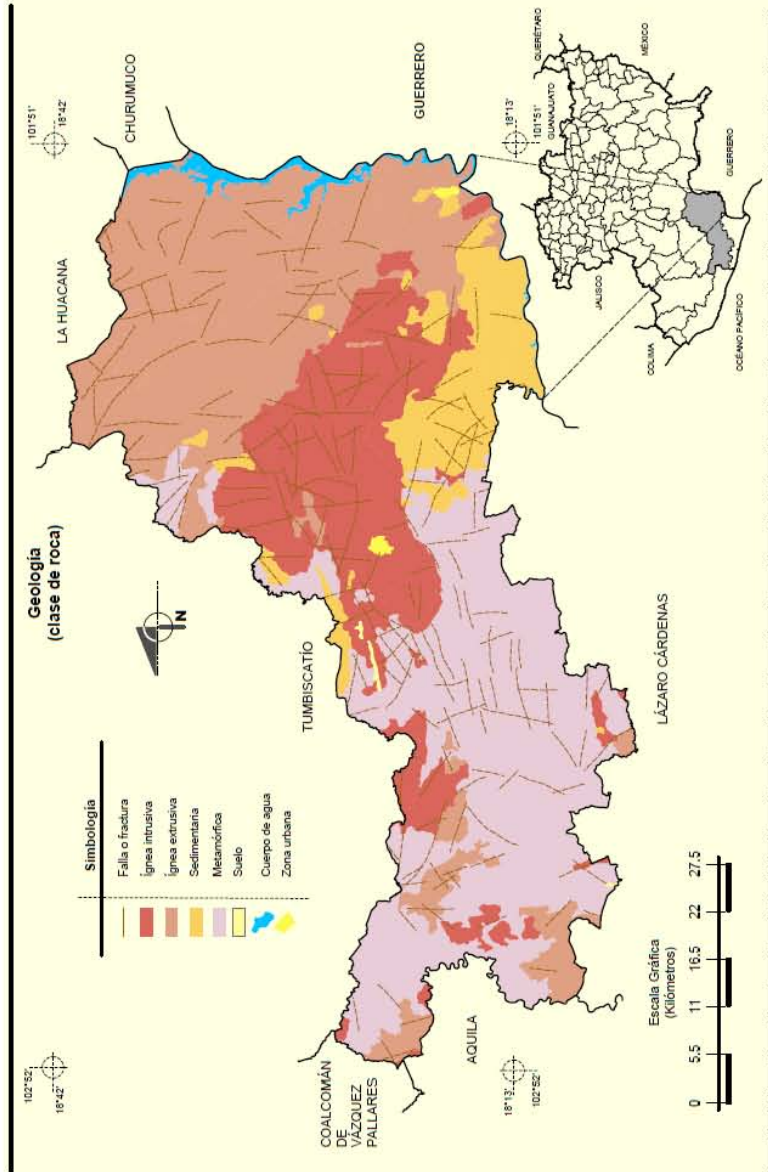 Geología
(clase de roca)
102°52'
18°42'
101°51'
18°42'
CHURUMUCO
LA HUACANA
GUERRERO
TUMBISCATÍO
COALCOMÁN
DE
VÁZQUEZ
PALLARES
AQUILA
LÁZARO CÁRDENAS
18°13'
102°52'
18°13'
101°51'
N
Simbología
Falla o fractura
Ígnea intrusiva
Ígnea extrusiva
Sedimentaria
Metamórfica
Suelo
Cuerpo de agua
Zona urbana
Escala Gráfica
(Kilómetros)
0 5.5 11 16.5 22 27.5
QUERÉTARO
GUANAJUATO
MÉXICO
JALISCO
COLIMA
GUERRERO
OCÉANO PACÍFICO